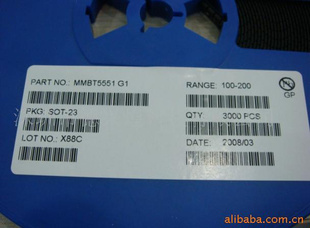 PART NO.: MMBT5551 G1
RANGE: 100-200
GP
PKG: SOT-23
QTY 3000 PCS
LOT NO.: X88C
DATE: 2008/03
alibaba.com.cn